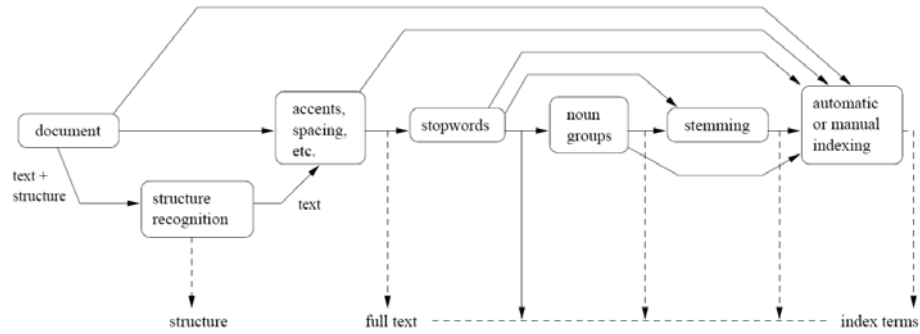 document
text +
structure
structure
recognition
text
accents,
spacing,
etc.
stopwords
noun
groups
stemming
automatic
or manual
indexing
structure
full text
index terms